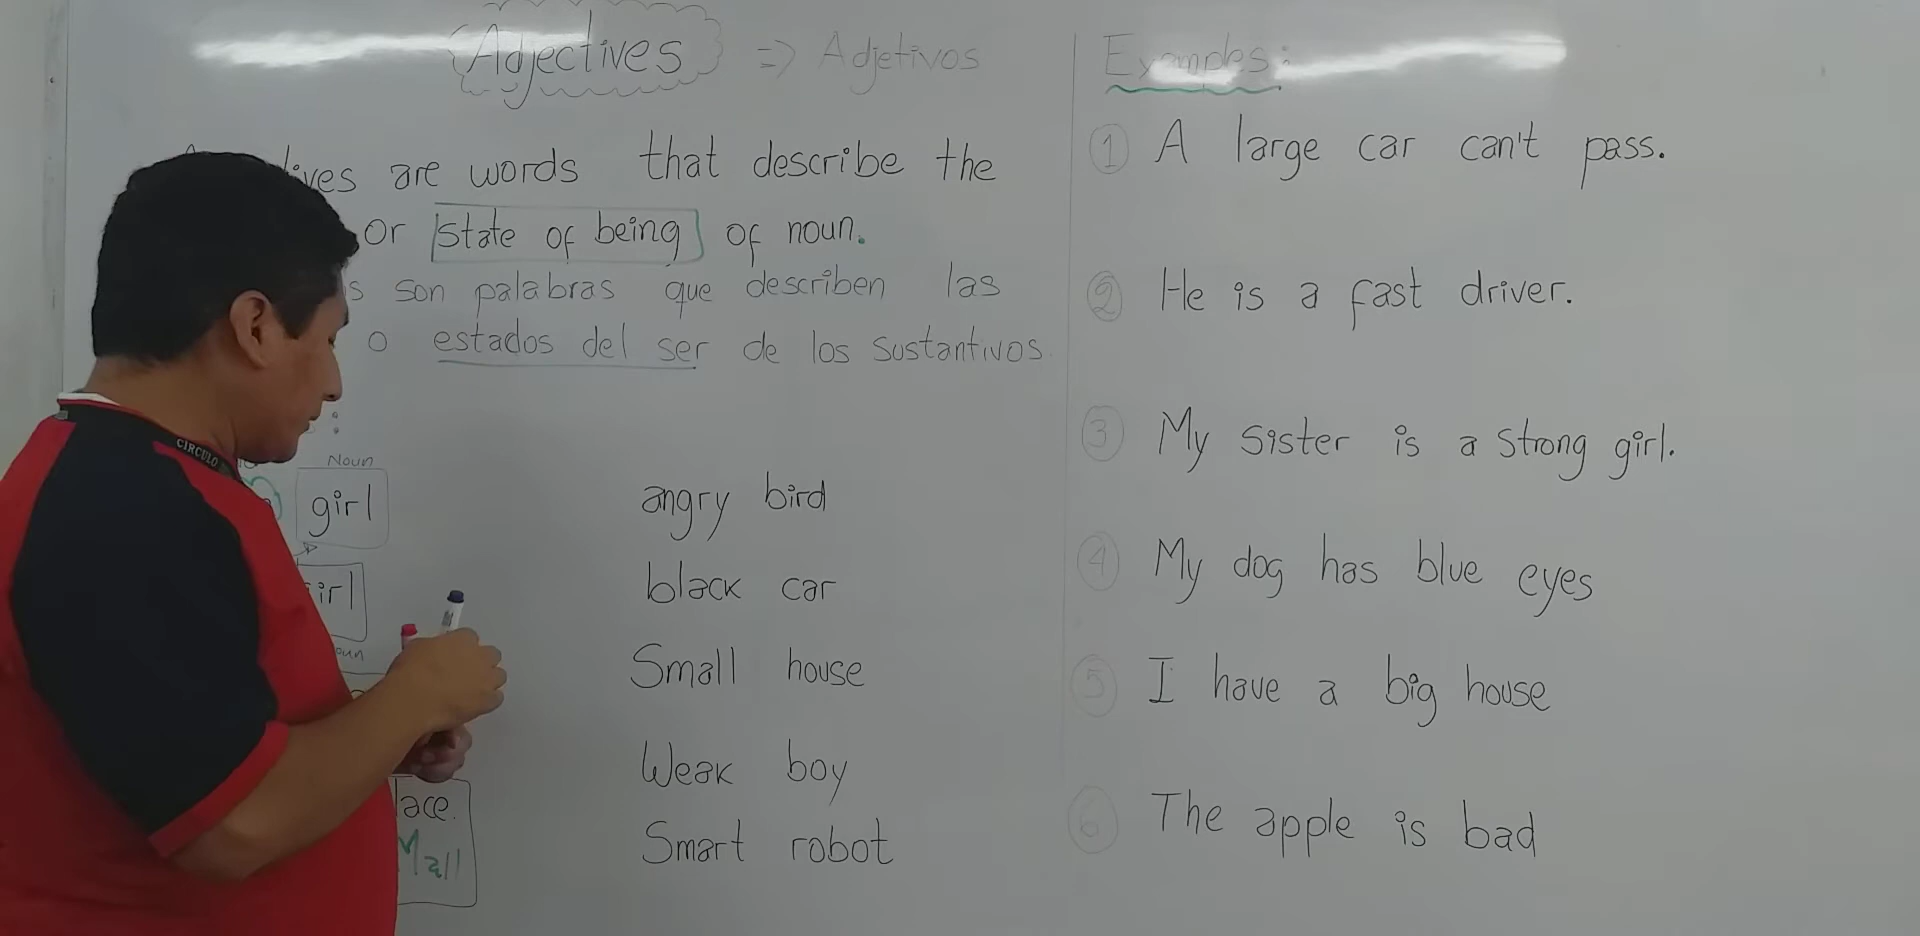 Adjectives => Adjetivos
are words that describe the
or state of being of noun.
son palabras que describen las
o estados del ser de los sustantivos.
:
Noun
girl
angry bird
black car
Small house
Weak boy
Smart robot
Mall
CIRCULO
Examples:
1 A large car can't pass.
2 He is a fast driver.
3 My sister is a strong girl.
4 My dog has blue eyes
5 I have a big house
6 The apple is bad